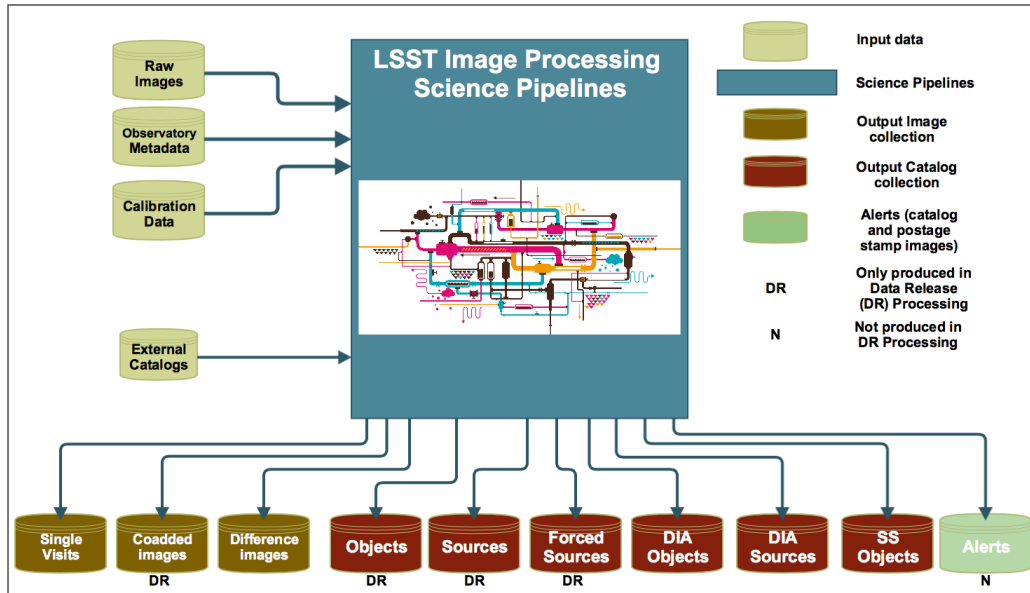 LSST Image Processing
Science Pipelines
Raw
Images
Observatory
Metadata
Calibration
Data
External
Catalogs
Input data
Science Pipelines
Output Image
collection
Output Catalog
collection
Alerts (catalog
and postage
stamp images)
DR
Only produced in
Data Release
(DR) Processing
N
Not produced in
DR Processing
Single
Visits
Coadded
images
DR
Difference
images
Objects
DR
Sources
DR
Forced
Sources
DR
DIA
Objects
DIA
Sources
SS
Objects
Alerts
N